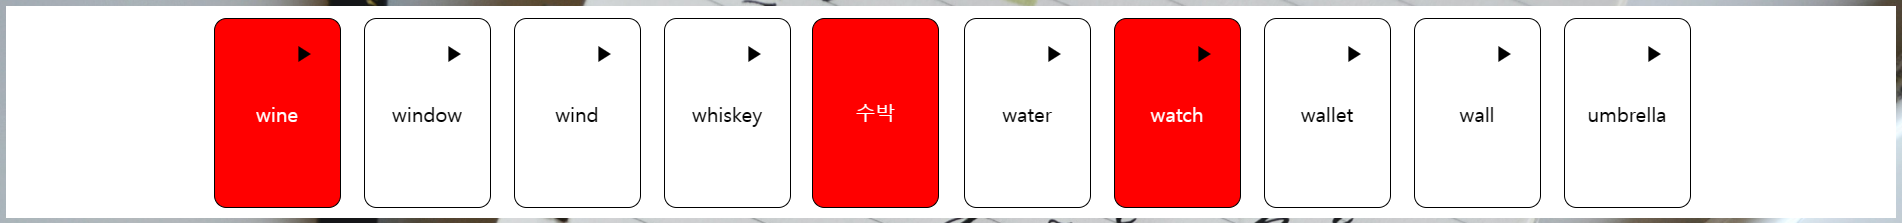 wine
window
wind
whiskey
수박
water
watch
wallet
wall
umbrella